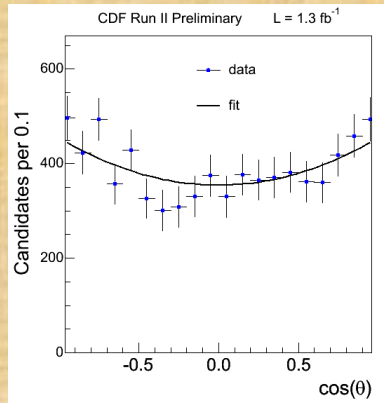 CDF Run II Preliminary L = 1.3 fb⁻¹
600
data
fit
400
Candidates per 0.1
200
0
-0.5 0.0 0.5
cos(θ)